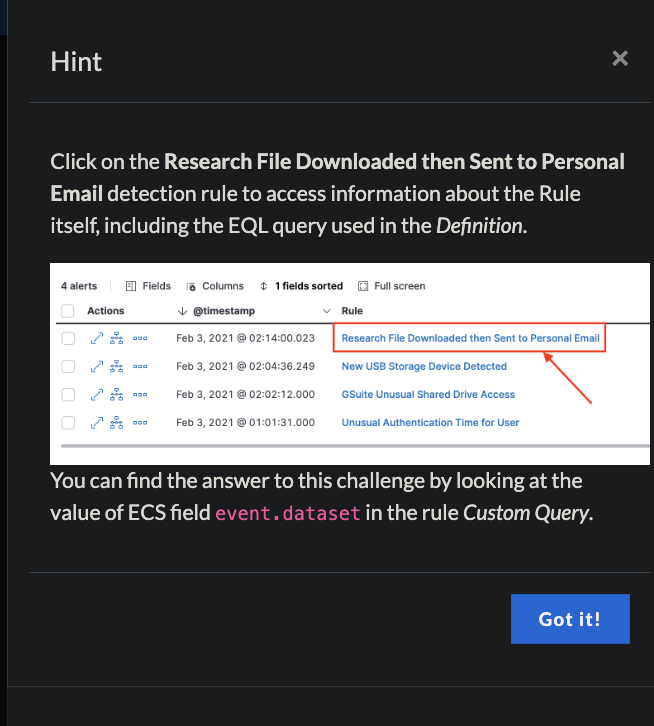 Hint
Click on the Research File Downloaded then Sent to Personal
Email detection rule to access information about the Rule
itself, including the EQL query used in the Definition.
4 alerts Fields Columns 1 fields sorted Full screen
Actions @timestamp Rule
Feb 3, 2021 @ 02:14:00.023 Research File Downloaded then Sent to Personal Email
Feb 3, 2021 @ 02:04:36.249 New USB Storage Device Detected
Feb 3, 2021 @ 02:02:12.000 GSuite Unusual Shared Drive Access
Feb 3, 2021 @ 01:01:31.000 Unusual Authentication Time for User
You can find the answer to this challenge by looking at the
value of ECS field event.dataset in the rule Custom Query.
Got it!